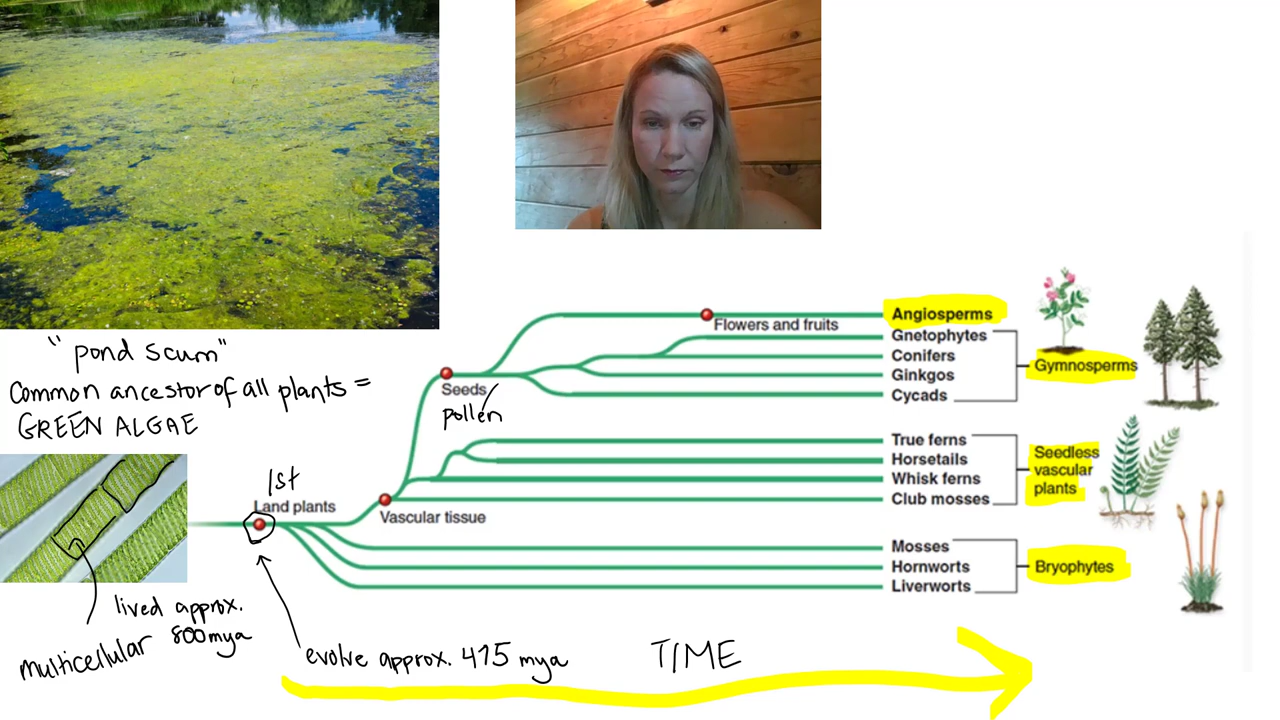 "pond scum"
Common ancestor of all plants =
GREEN ALGAE
lived approx.
800mya
multicellular
1st
Land plants
evolve approx. 475 mya
TIME
Vascular tissue
Seeds
pollen
Flowers and fruits
Angiosperms
Gnetophytes
Conifers
Ginkgos
Cycads
Gymnosperms
True ferns
Horsetails
Whisk ferns
Club mosses
Seedless
vascular
plants
Mosses
Hornworts
Liverworts
Bryophytes